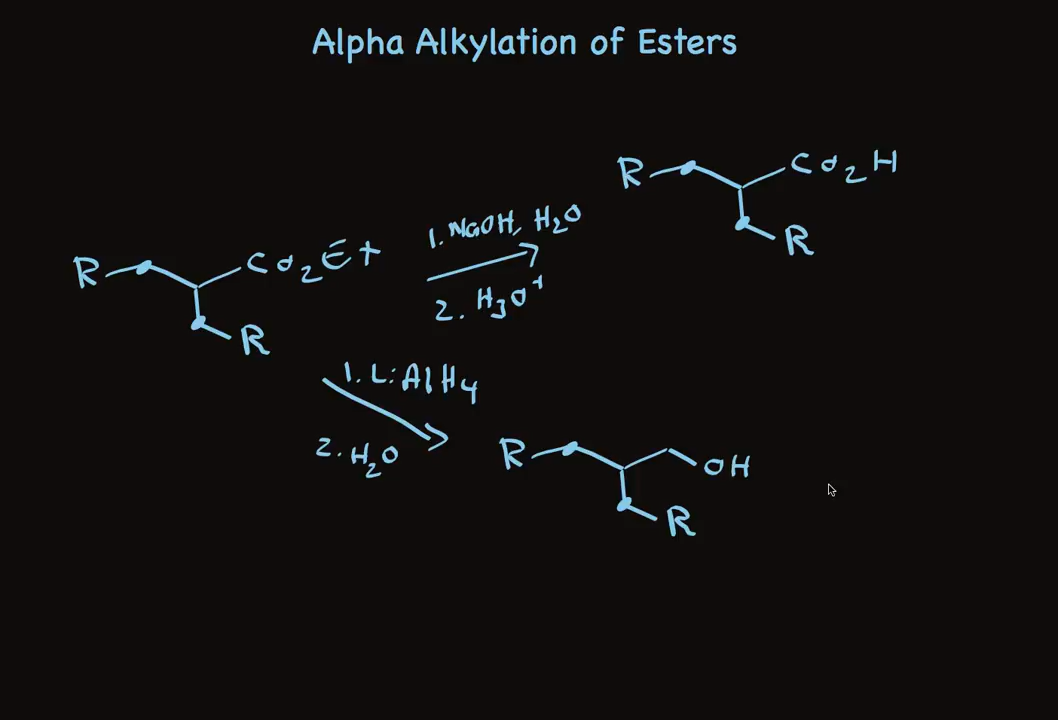 Alpha Alkylation of Esters
R CO2H
R
1. NaOH, H2O
R CO2Et
2. H3O+
R
1. LiAlH4
2. H2O
R OH
R